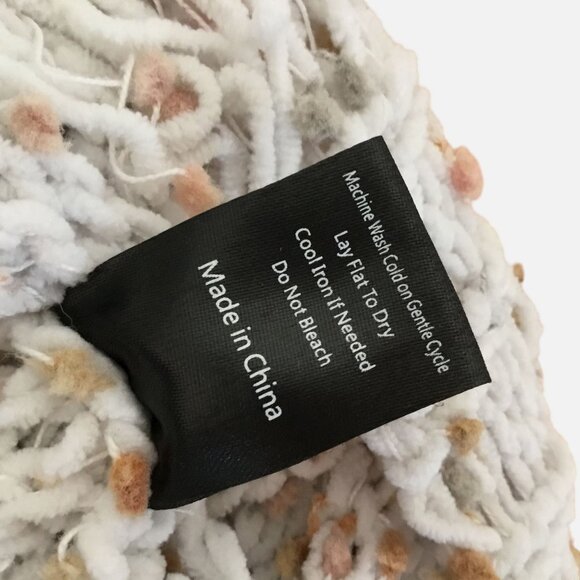 Machine Wash Cold on Gentle Cycle
Lay Flat To Dry
Cool Iron If Needed
Do Not Bleach
Made in China